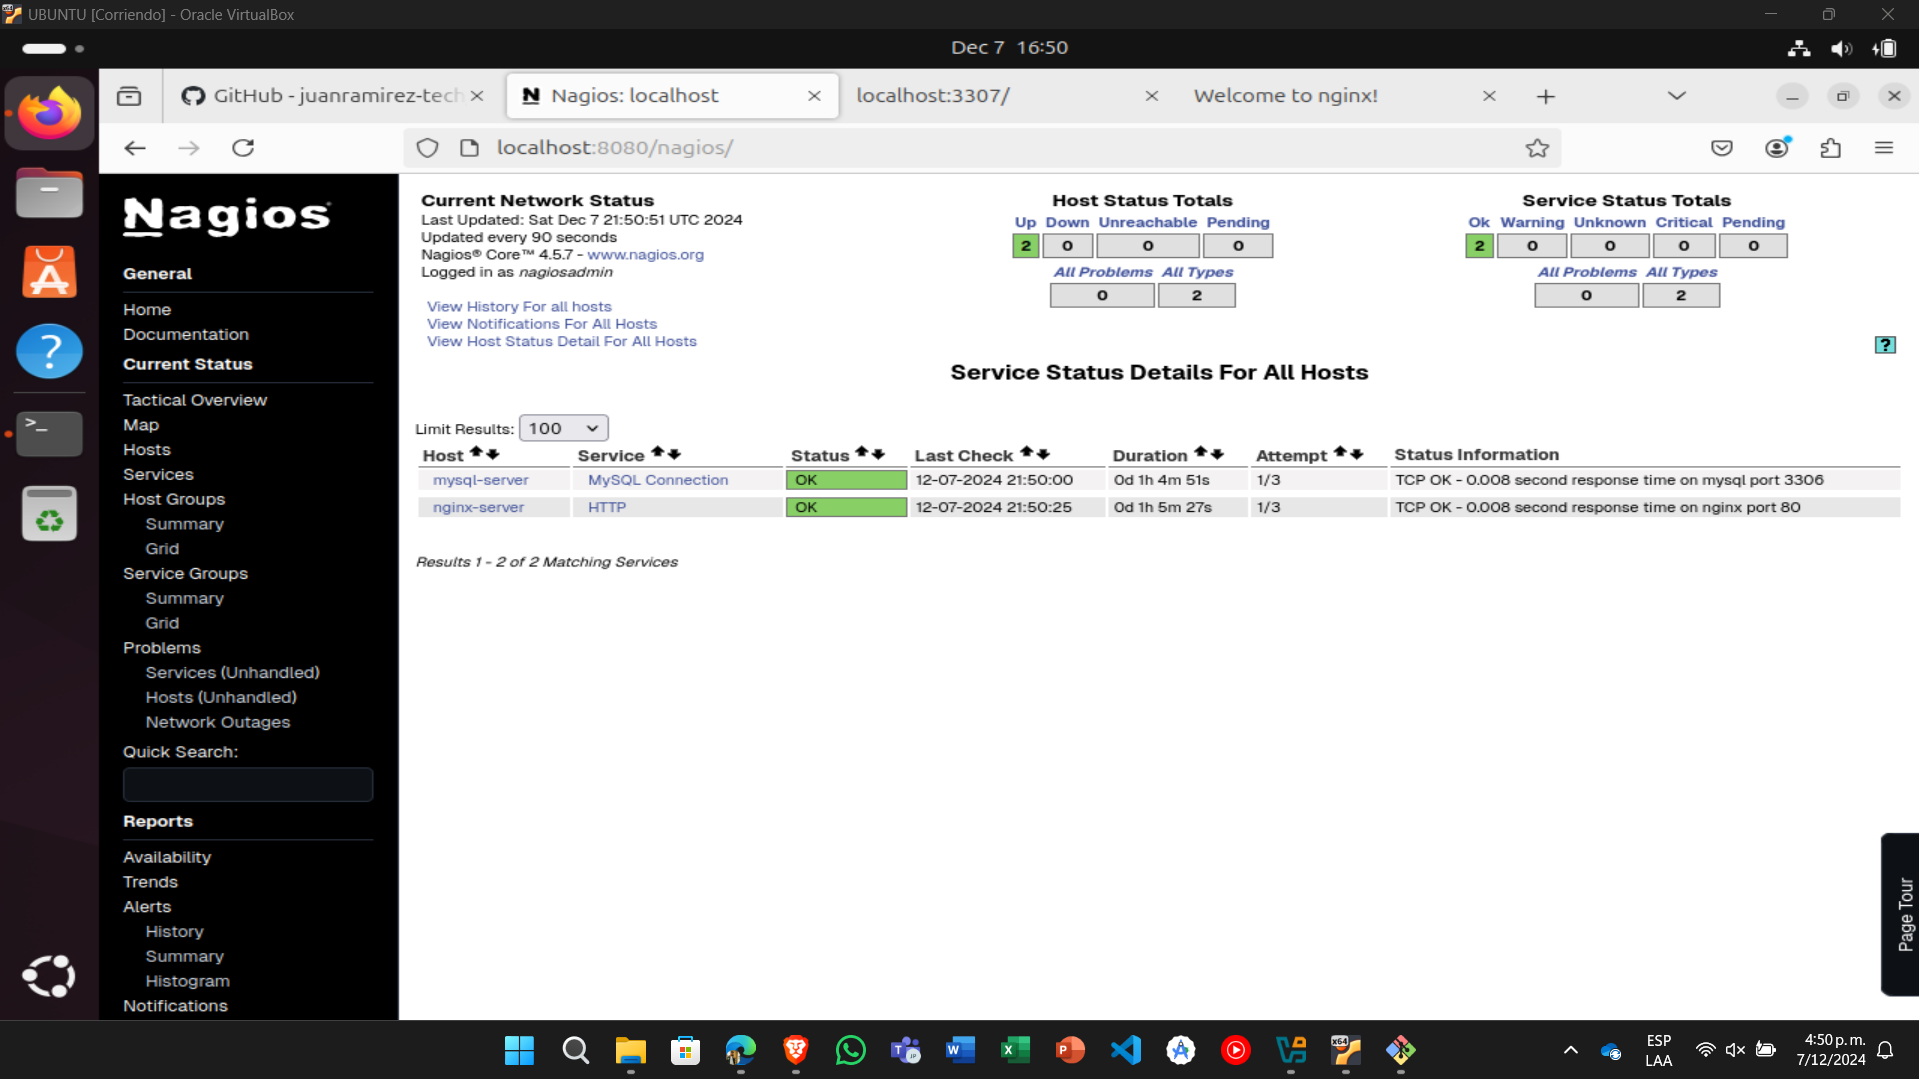 UBUNTU [Corriendo] - Oracle VirtualBox
Dec 7 16:50
GitHub - juanramirez-tech
Nagios: localhost
localhost:3307/
Welcome to nginx!
localhost:8080/nagios/
Nagios®
General
Home
Documentation
Current Status
Tactical Overview
Map
Hosts
Services
Host Groups
Summary
Grid
Service Groups
Summary
Grid
Problems
Services (Unhandled)
Hosts (Unhandled)
Network Outages
Quick Search:
Reports
Availability
Trends
Alerts
History
Summary
Histogram
Notifications
Current Network Status
Last Updated: Sat Dec 7 21:50:51 UTC 2024
Updated every 90 seconds
Nagios® Core™ 4.5.7 - www.nagios.org
Logged in as nagiosadmin
View History For all hosts
View Notifications For All Hosts
View Host Status Detail For All Hosts
Host Status Totals
Up Down Unreachable Pending
2 0 0 0
All Problems All Types
0 2
Service Status Totals
Ok Warning Unknown Critical Pending
2 0 0 0 0
All Problems All Types
0 2
?
Service Status Details For All Hosts
Limit Results: 100
Host Service Status Last Check Duration Attempt Status Information
mysql-server MySQL Connection OK 12-07-2024 21:50:00 0d 1h 4m 51s 1/3 TCP OK - 0.008 second response time on mysql port 3306
nginx-server HTTP OK 12-07-2024 21:50:25 0d 1h 5m 27s 1/3 TCP OK - 0.008 second response time on nginx port 80
Results 1 - 2 of 2 Matching Services
Page Tour
ESP
LAA
4:50 p. m.
7/12/2024